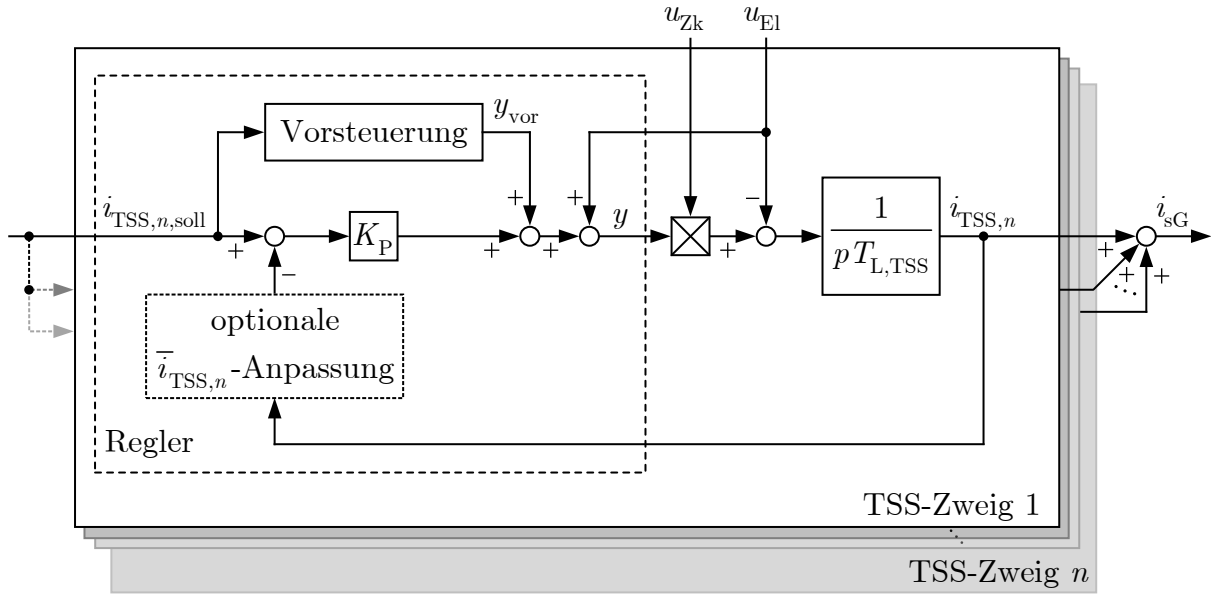 u_Zk u_El
Vorsteuerung
y_vor
i_TSS,n,soll
+
−
K_P
+
+
+
+
y
+
−
1
p T_L,TSS
i_TSS,n
+
+
+
i_sG
optionale
i̅_TSS,n-Anpassung
Regler
TSS-Zweig 1
TSS-Zweig n